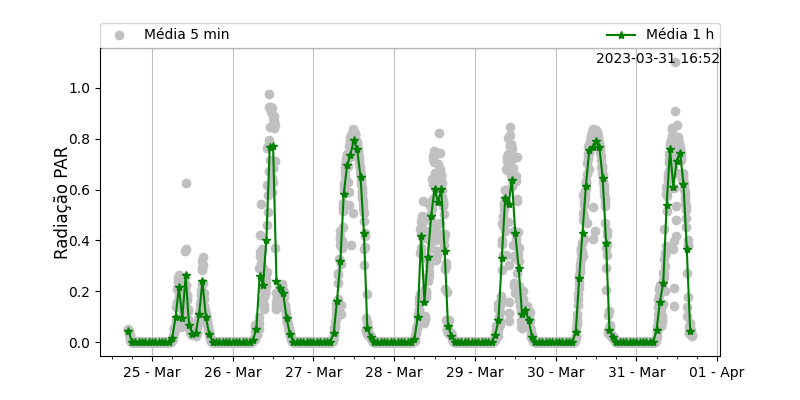 Média 5 min
Média 1 h
2023-03-31 16:52
Radiação PAR
1.0
0.8
0.6
0.4
0.2
0.0
25 - Mar
26 - Mar
27 - Mar
28 - Mar
29 - Mar
30 - Mar
31 - Mar
01 - Apr